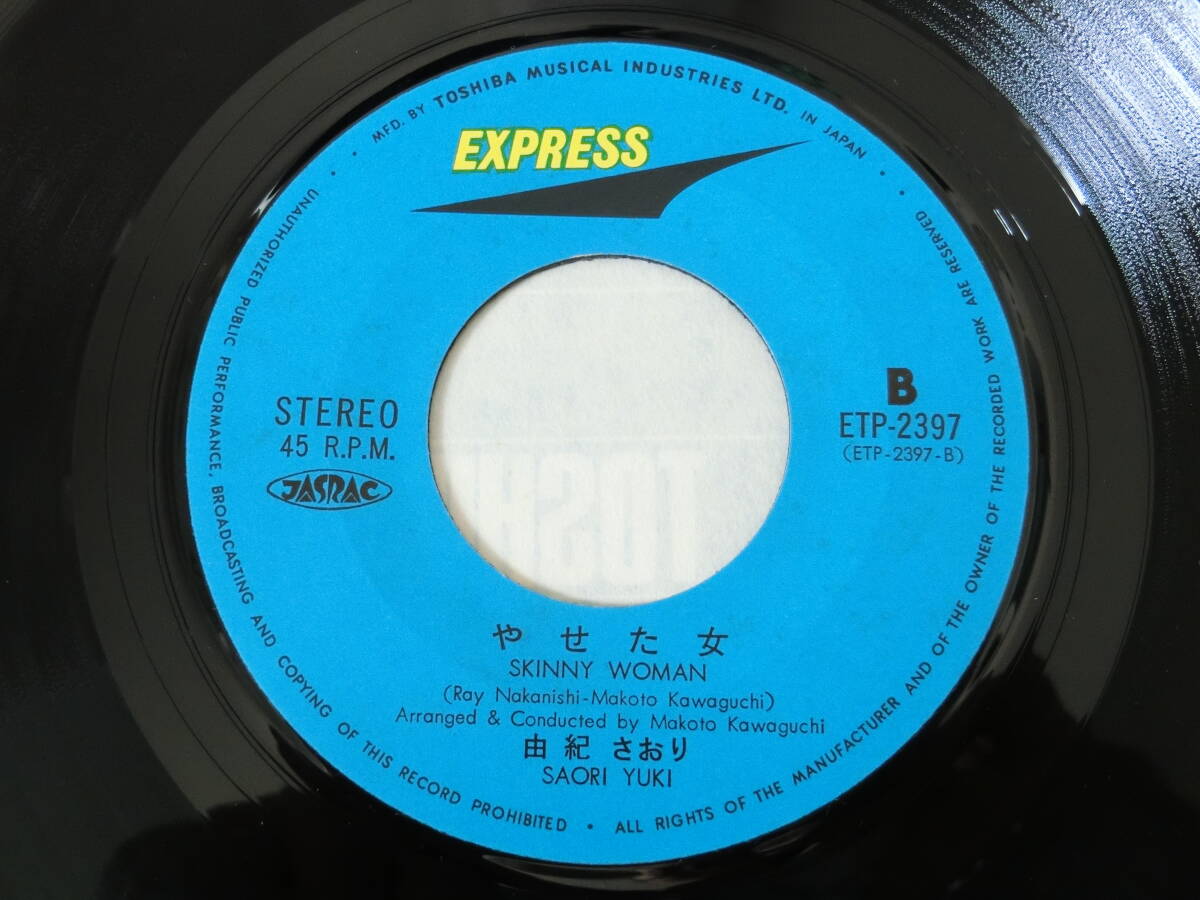 MFD. BY TOSHIBA MUSICAL INDUSTRIES LTD. IN JAPAN
EXPRESS
B
STEREO
ETP-2397
45 R.P.M.
(ETP-2397-B)
JASRAC
TOSH
やせた女
SKINNY WOMAN
(Ray Nakanishi-Makoto Kawaguchi)
Arranged & Conducted by Makoto Kawaguchi
由紀さおり
SAORI YUKI
UNAUTHORIZED PUBLIC PERFORMANCE, BROADCASTING AND COPYING OF THIS RECORD PROHIBITED • ALL RIGHTS OF THE MANUFACTURER AND OF THE OWNER OF THE RECORDED WORK ARE RESERVED